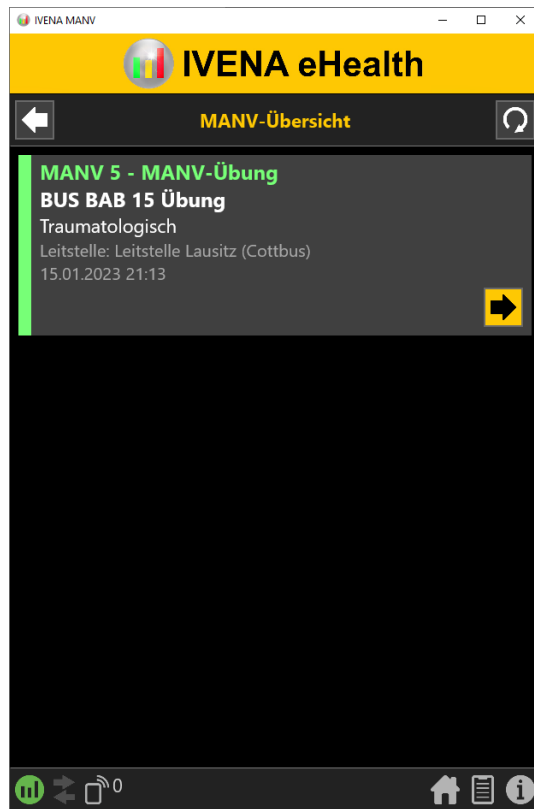 IVENA MANV
IVENA eHealth
MANV-Übersicht
MANV 5 - MANV-Übung
BUS BAB 15 Übung
Traumatologisch
Leitstelle: Leitstelle Lausitz (Cottbus)
15.01.2023 21:13
0